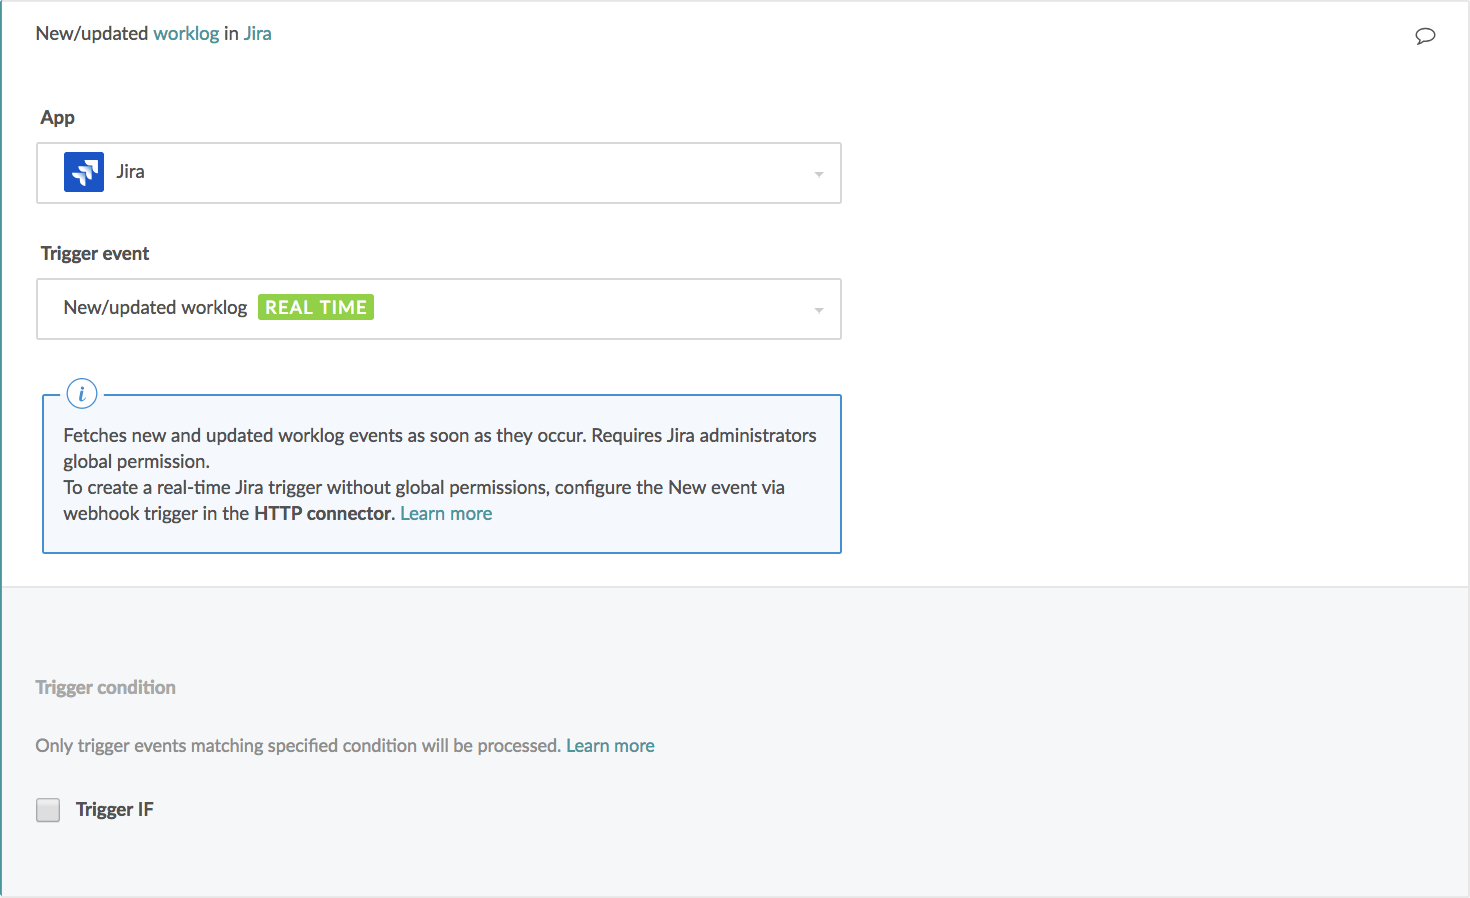 New/updated worklog in Jira
App
Jira
Trigger event
New/updated worklog REAL TIME
i
Fetches new and updated worklog events as soon as they occur. Requires Jira administrators
global permission.
To create a real-time Jira trigger without global permissions, configure the New event via
webhook trigger in the HTTP connector. Learn more
Trigger condition
Only trigger events matching specified condition will be processed. Learn more
Trigger IF